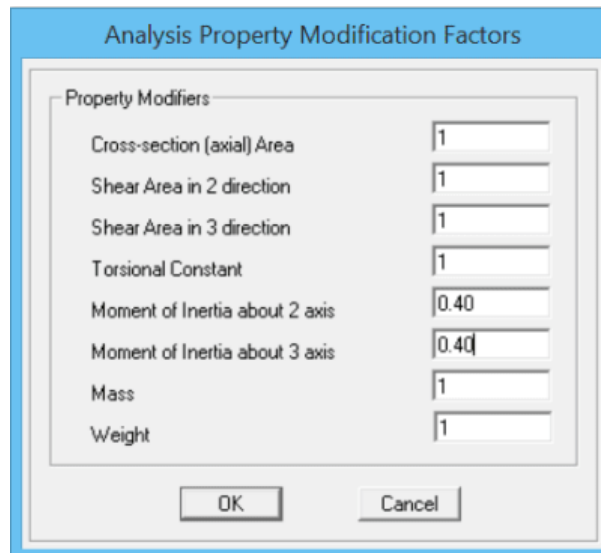 Analysis Property Modification Factors
Property Modifiers
Cross-section (axial) Area 1
Shear Area in 2 direction 1
Shear Area in 3 direction 1
Torsional Constant 1
Moment of Inertia about 2 axis 0.40
Moment of Inertia about 3 axis 0.40
Mass 1
Weight 1
OK Cancel